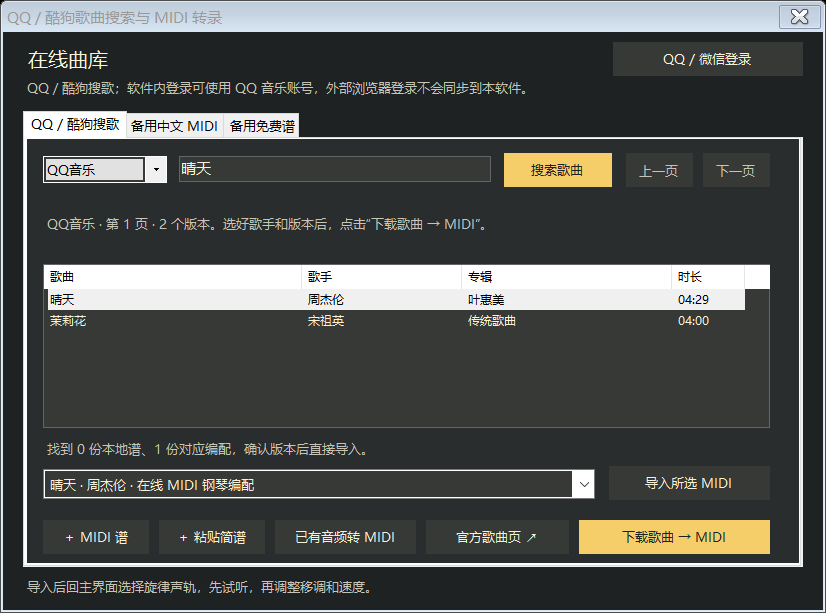 QQ / 酷狗歌曲搜索与 MIDI 转录
在线曲库
QQ / 微信登录
QQ / 酷狗搜歌；软件内登录可使用 QQ 音乐账号，外部浏览器登录不会同步到本软件。
QQ / 酷狗搜歌 备用中文 MIDI 备用免费谱
QQ音乐 晴天 搜索歌曲 上一页 下一页
QQ音乐 · 第 1 页 · 2 个版本。选好歌手和版本后，点击“下载歌曲 → MIDI”。
歌曲 歌手 专辑 时长
晴天 周杰伦 叶惠美 04:29
茉莉花 宋祖英 传统歌曲 04:00
找到 0 份本地谱、1 份对应编配，确认版本后直接导入。
晴天 · 周杰伦 · 在线 MIDI 钢琴编配 导入所选 MIDI
+ MIDI 谱 + 粘贴简谱 已有音频转 MIDI 官方歌曲页 ↗ 下载歌曲 → MIDI
导入后回主界面选择旋律声轨，先试听，再调整移调和速度。